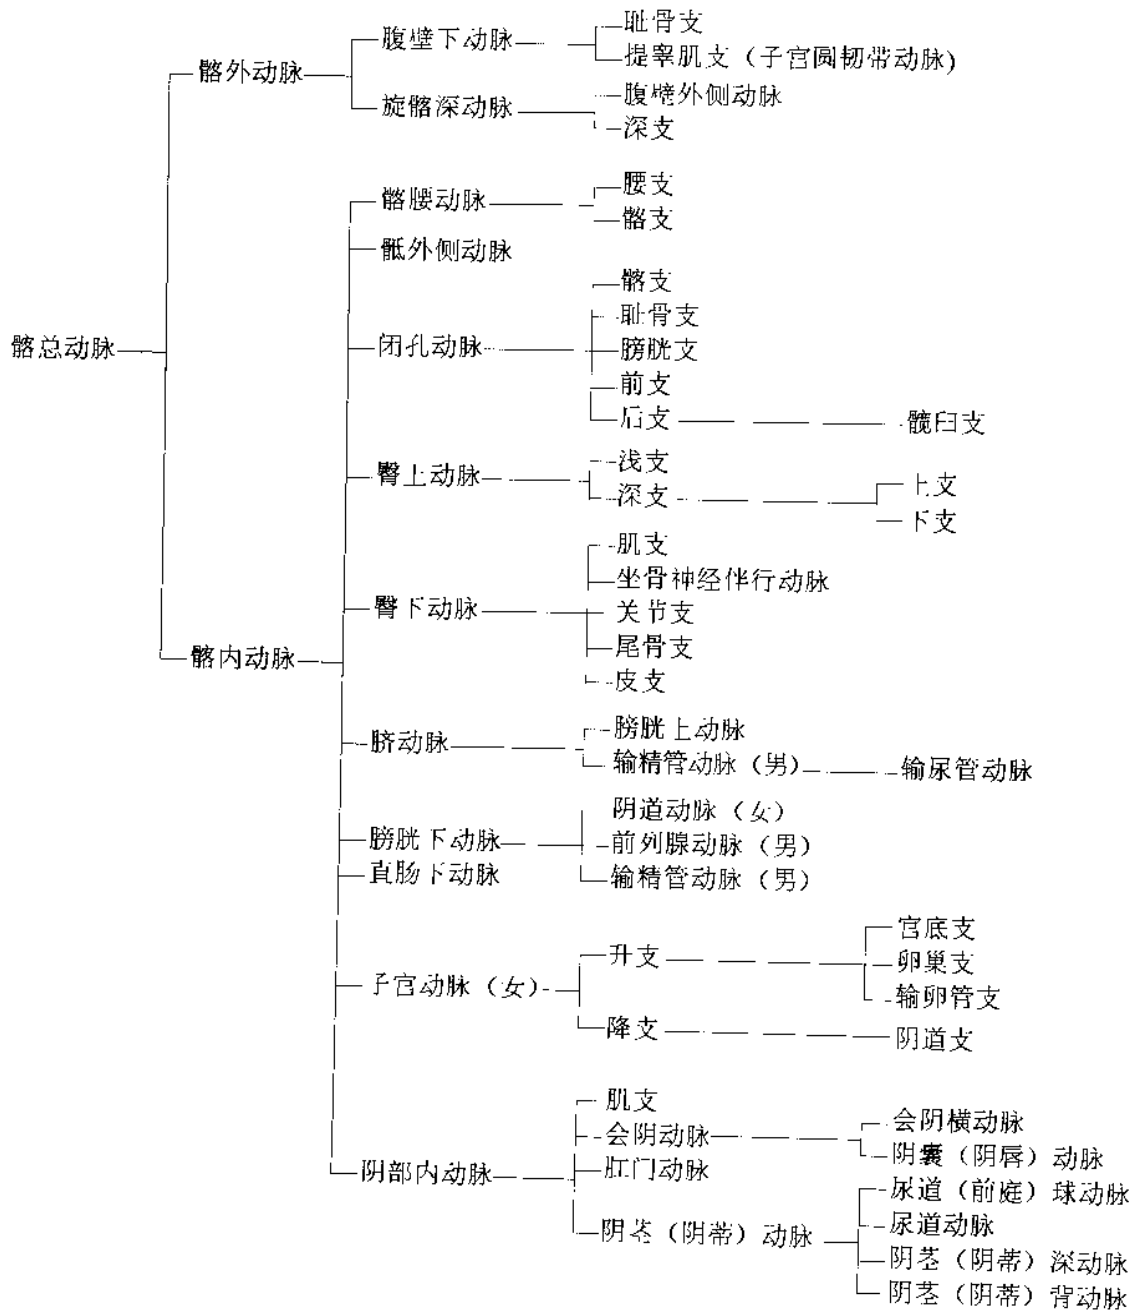 耻骨支
腹壁下动脉
提睾肌支（子宫圆韧带动脉）
髂外动脉
腹壁外侧动脉
旋髂深动脉
深支
腰支
髂腰动脉
髂支
骶外侧动脉
髂支
耻骨支
髂总动脉
闭孔动脉
膀胱支
前支
后支
髋臼支
浅支
臀上动脉
深支
上支
下支
肌支
坐骨神经伴行动脉
臀下动脉
关节支
尾骨支
髂内动脉
皮支
膀胱上动脉
脐动脉
输精管动脉（男）
输尿管动脉
阴道动脉（女）
膀胱下动脉
前列腺动脉（男）
直肠下动脉
输精管动脉（男）
宫底支
升支
卵巢支
子宫动脉（女）
输卵管支
降支
阴道支
肌支
会阴横动脉
会阴动脉
阴囊（阴唇）动脉
肛门动脉
阴部内动脉
尿道（前庭）球动脉
尿道动脉
阴茎（阴蒂）动脉
阴茎（阴蒂）深动脉
阴茎（阴蒂）背动脉